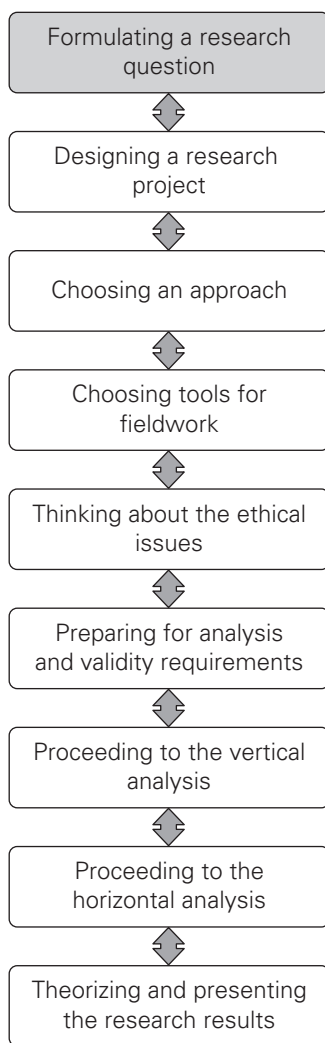 Formulating a research
question
Designing a research
project
Choosing an approach
Choosing tools for
fieldwork
Thinking about the ethical
issues
Preparing for analysis
and validity requirements
Proceeding to the vertical
analysis
Proceeding to the
horizontal analysis
Theorizing and presenting
the research results